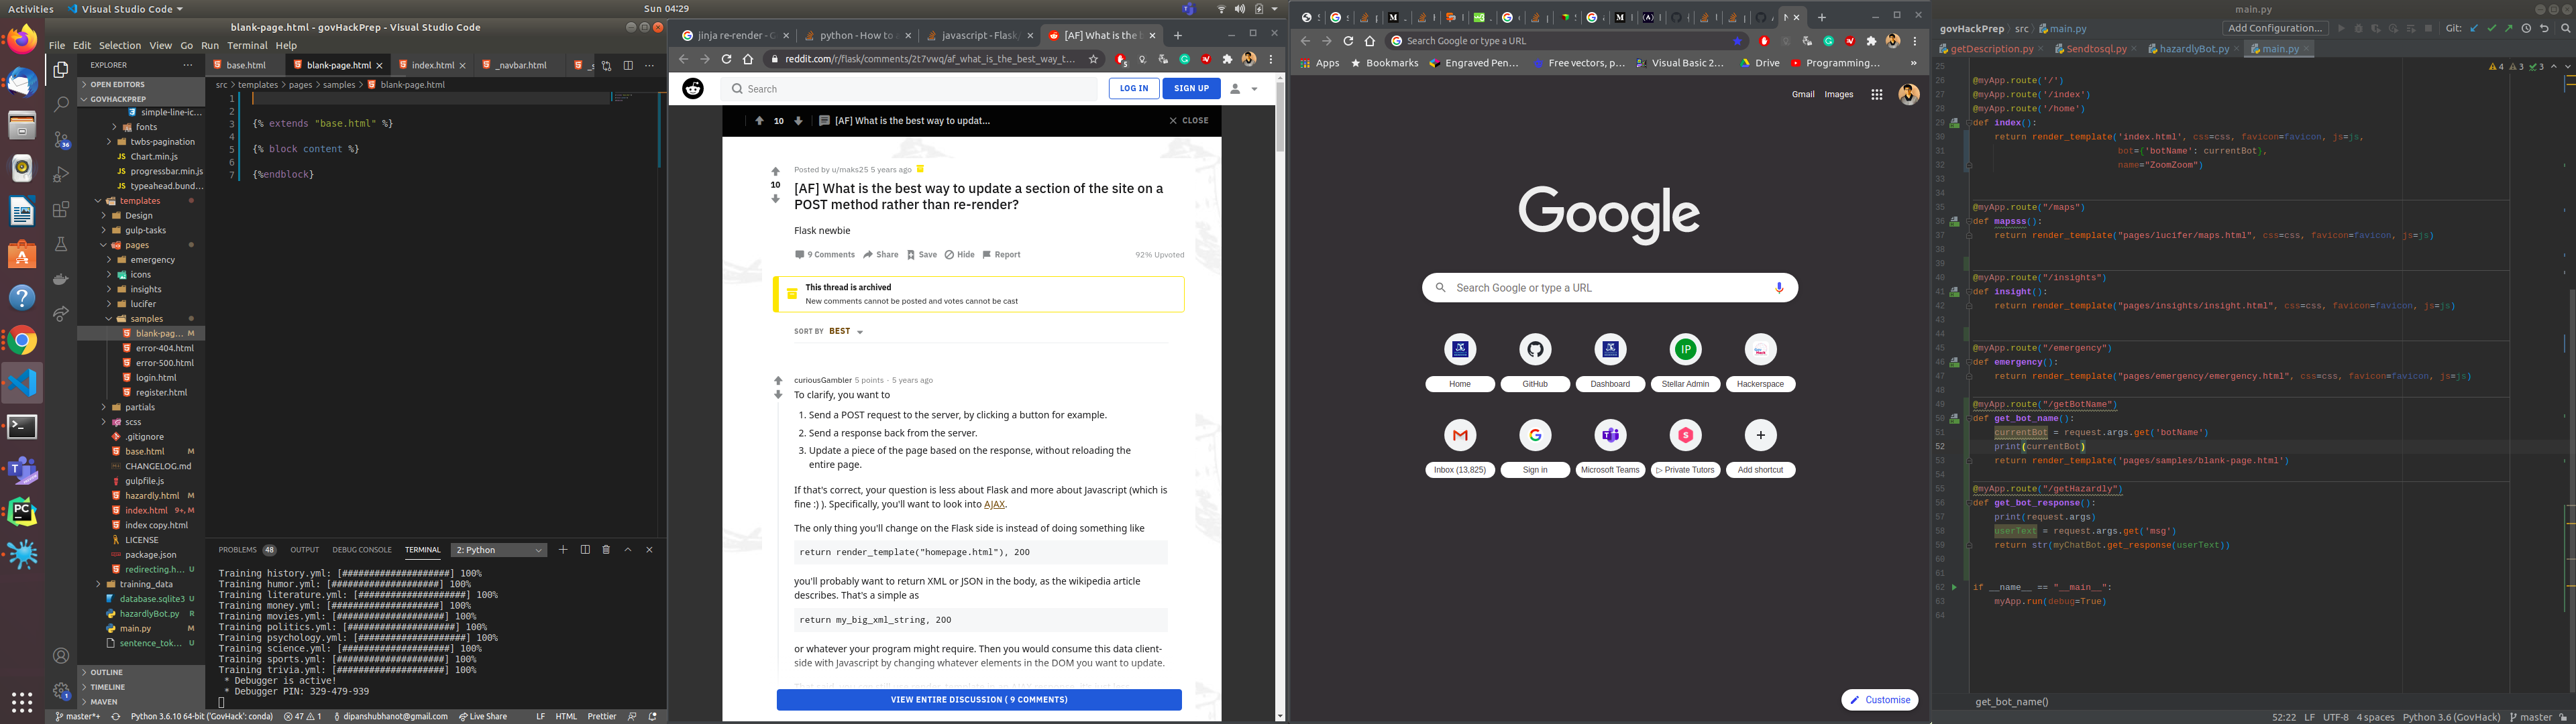 Activities
Visual Studio Code
Sun 04:29
blank-page.html - govHackPrep - Visual Studio Code
File Edit Selection View Go Run Terminal Help
EXPLORER
OPEN EDITORS
GOVHACKPREP
simple-line-ic...
fonts
twbs-pagination
Chart.min.js
progressbar.min.js
typeahead.bund...
templates
Design
gulp-tasks
pages
emergency
icons
insights
lucifer
samples
blank-pag... M
error-404.html
error-500.html
login.html
register.html
partials
scss
.gitignore
base.html M
CHANGELOG.md
gulpfile.js
hazardly.html M
index.html 9+, M
index copy.html
LICENSE
package.json
redirecting.h... U
training_data
database.sqlite3 U
hazardlyBot.py R
main.py M
sentence_tok... U
OUTLINE
TIMELINE
MAVEN
base.html
blank-page.html
index.html
_navbar.html
src > templates > pages > samples > blank-page.html
1
2
3 {% extends "base.html" %}
4
5 {% block content %}
6
7 {%endblock}
PROBLEMS 48 OUTPUT DEBUG CONSOLE TERMINAL 2: Python
Training history.yml: [####################] 100%
Training humor.yml: [####################] 100%
Training literature.yml: [####################] 100%
Training money.yml: [####################] 100%
Training movies.yml: [####################] 100%
Training politics.yml: [####################] 100%
Training psychology.yml: [####################] 100%
Training science.yml: [####################] 100%
Training sports.yml: [####################] 100%
Training trivia.yml: [####################] 100%
* Debugger is active!
* Debugger PIN: 329-479-939
master*+ Python 3.6.10 64-bit ('GovHack': conda) 47 1 dipanshubhanot@gmail.com Live Share LF HTML Prettier
jinja re-render - G
python - How to
javascript - Flask/
[AF] What is the b
reddit.com/r/flask/comments/2t7vwq/af_what_is_the_best_way_t...
Search
LOG IN
SIGN UP
10
[AF] What is the best way to updat...
CLOSE
Posted by u/maks25 5 years ago
10
[AF] What is the best way to update a section of the site on a
POST method rather than re-render?
Flask newbie
9 Comments Share Save Hide Report
92% Upvoted
This thread is archived
New comments cannot be posted and votes cannot be cast
SORT BY BEST
curiousGambler 5 points · 5 years ago
To clarify, you want to
1. Send a POST request to the server, by clicking a button for example.
2. Send a response back from the server.
3. Update a piece of the page based on the response, without reloading the
entire page.
If that's correct, your question is less about Flask and more about Javascript (which is
fine :) ). Specifically, you'll want to look into AJAX.
The only thing you'll change on the Flask side is instead of doing something like
return render_template("homepage.html"), 200
you'll probably want to return XML or JSON in the body, as the wikipedia article
describes. That's a simple as
return my_big_xml_string, 200
or whatever your program might require. Then you would consume this data client-
side with Javascript by changing whatever elements in the DOM you want to update.
VIEW ENTIRE DISCUSSION ( 9 COMMENTS)
Search Google or type a URL
Apps
Bookmarks
Engraved Pen...
Free vectors, p...
Visual Basic 2...
Drive
Programming...
Gmail
Images
Google
Search Google or type a URL
Home
GitHub
Dashboard
IP
Stellar Admin
Hackerspace
Inbox (13,825)
Sign in
Microsoft Teams
▷ Private Tutors
Add shortcut
Customise
main.py
govHackPrep > src > main.py
Add Configuration...
Git:
getDescription.py
Sendtosql.py
hazardlyBot.py
main.py
4 3 3
25
26 @myApp.route('/')
27 @myApp.route('/index')
28 @myApp.route('/home')
29 def index():
30 return render_template('index.html', css=css, favicon=favicon, js=js,
31 bot={'botName': currentBot},
32 name="ZoomZoom")
33
34
35 @myApp.route("/maps")
36 def mapsss():
37 return render_template("pages/lucifer/maps.html", css=css, favicon=favicon, js=js)
38
39
40 @myApp.route("/insights")
41 def insight():
42 return render_template("pages/insights/insight.html", css=css, favicon=favicon, js=js)
43
44
45 @myApp.route("/emergency")
46 def emergency():
47 return render_template("pages/emergency/emergency.html", css=css, favicon=favicon, js=js)
48
49 @myApp.route("/getBotName")
50 def get_bot_name():
51 currentBot = request.args.get('botName')
52 print(currentBot)
53 return render_template('pages/samples/blank-page.html')
54
55 @myApp.route("/getHazardly")
56 def get_bot_response():
57 print(request.args)
58 userText = request.args.get('msg')
59 return str(myChatBot.get_response(userText))
60
61
62 if __name__ == "__main__":
63 myApp.run(debug=True)
64
get_bot_name()
52:22 LF UTF-8 4 spaces Python 3.6 (GovHack) master